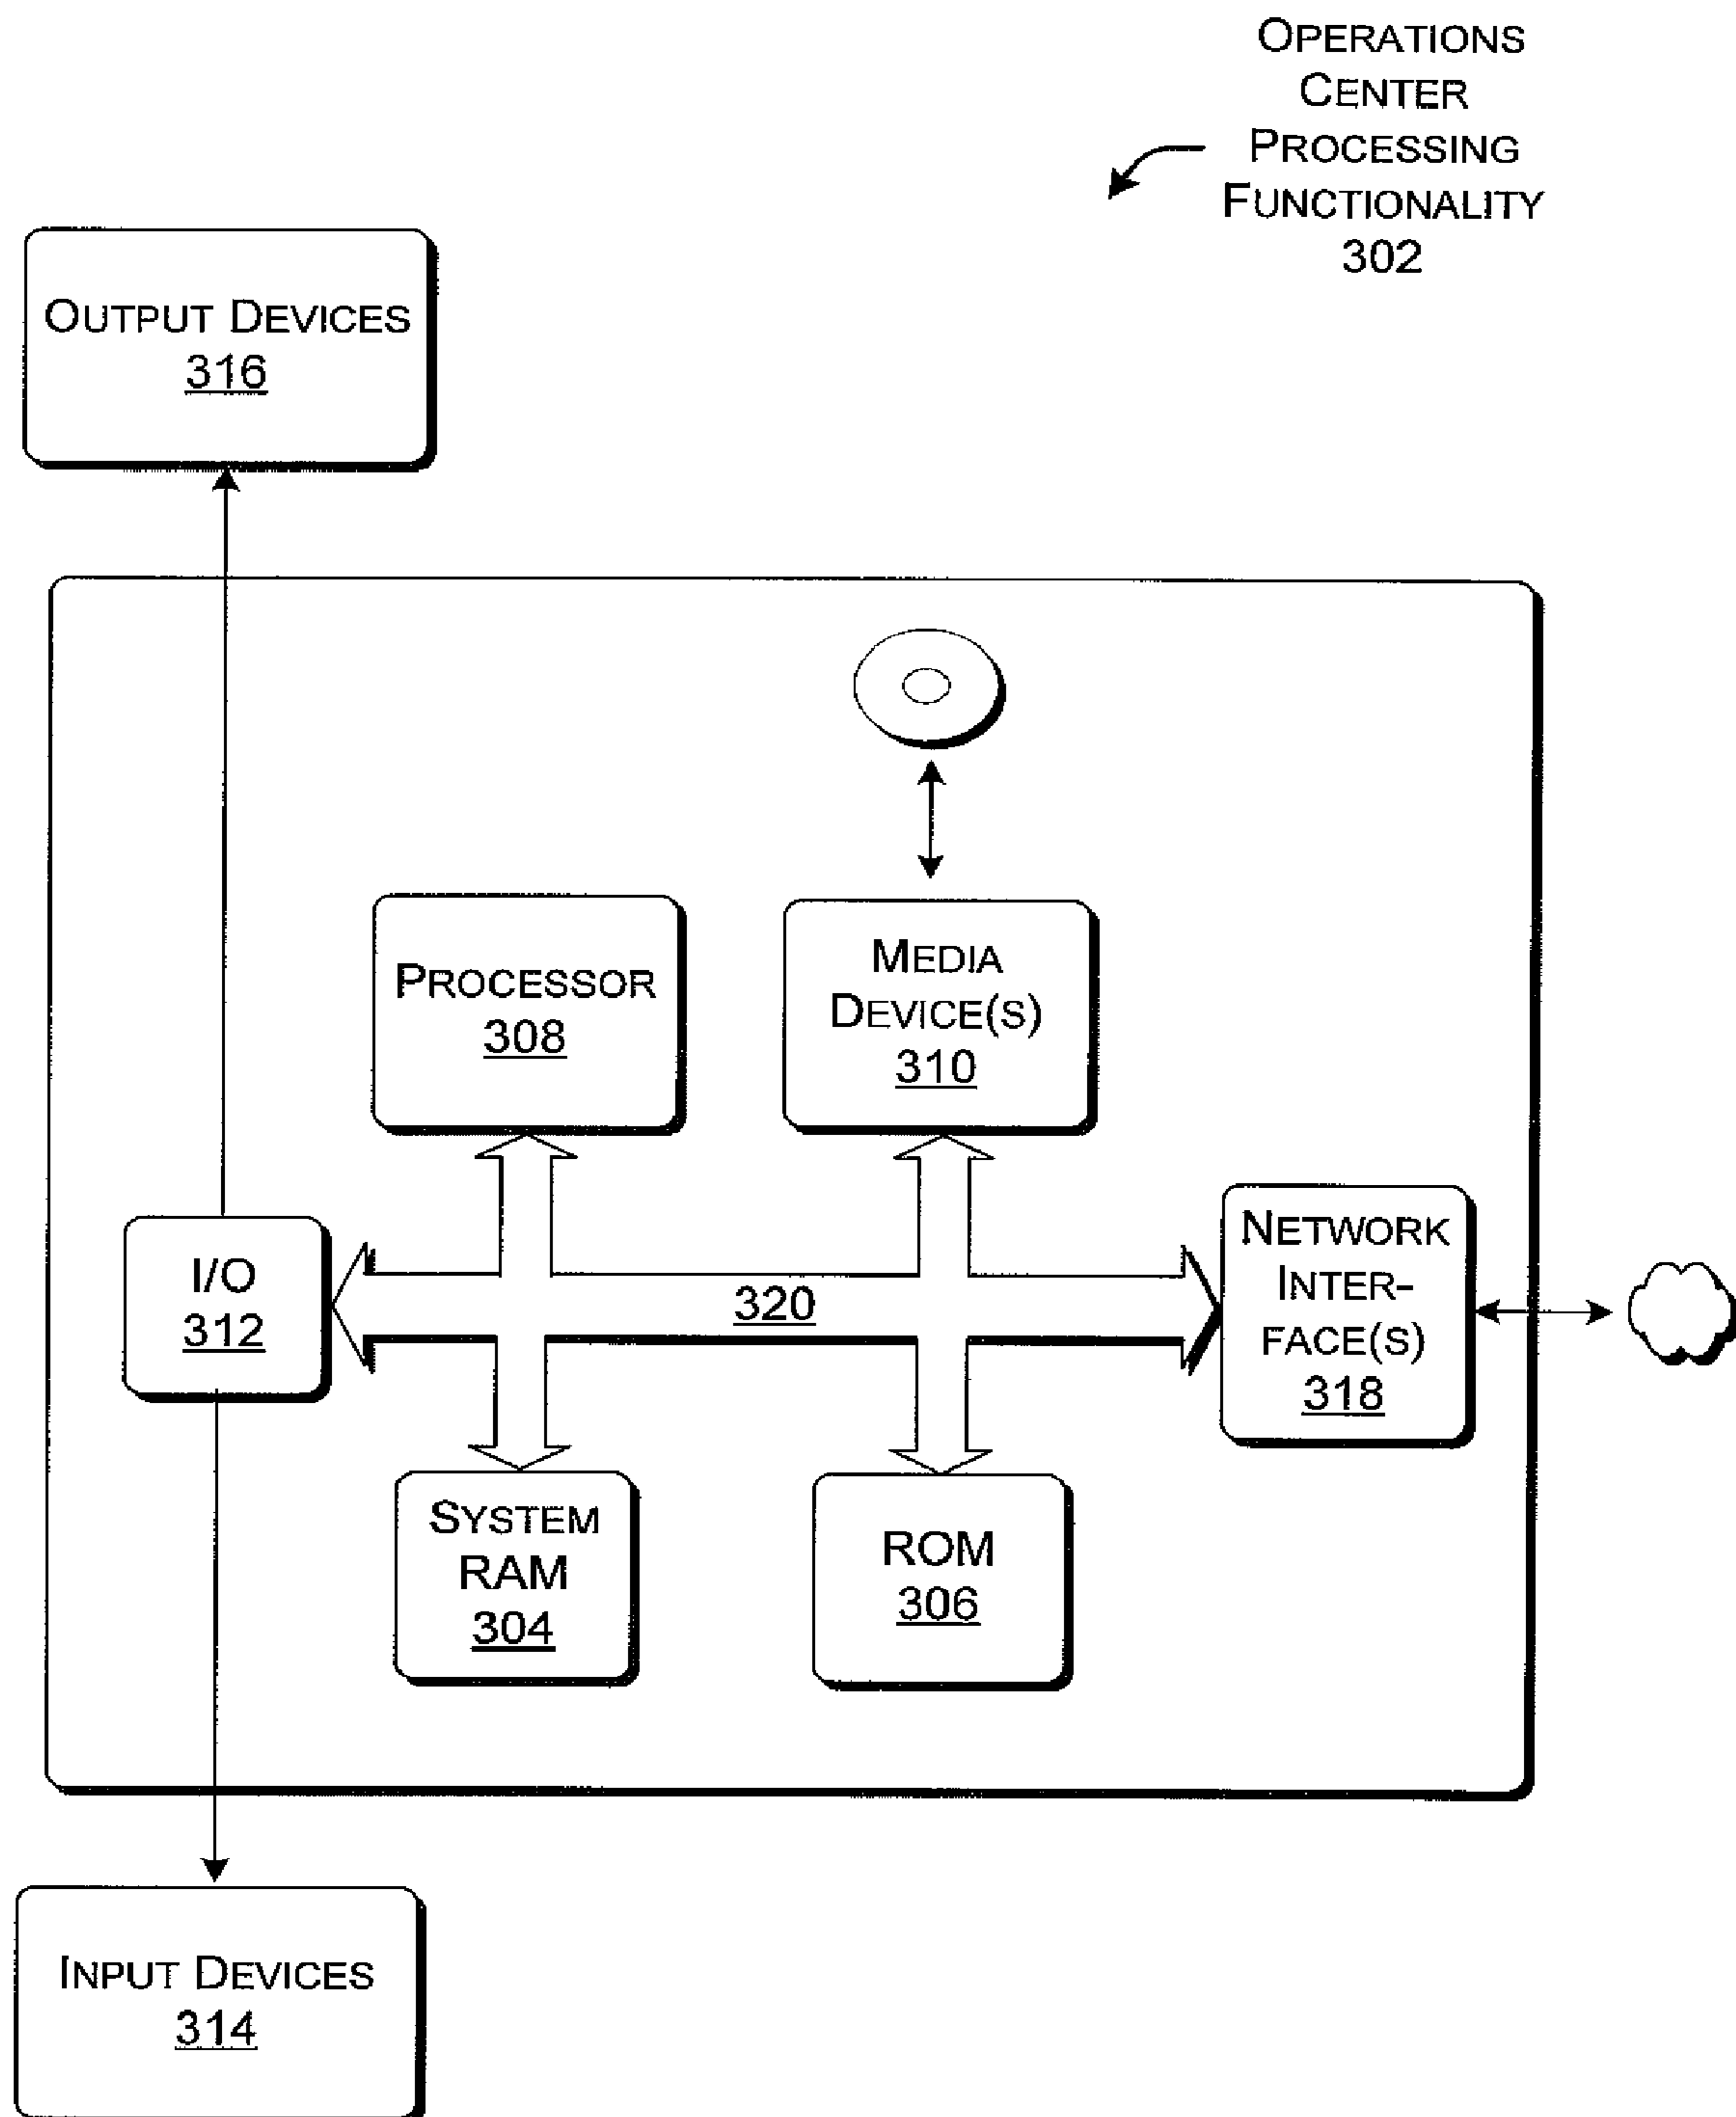 OPERATIONS
CENTER
PROCESSING
FUNCTIONALITY
302
OUTPUT DEVICES
316
PROCESSOR
308
MEDIA
DEVICE(S)
310
I/O
312
320
NETWORK
INTER-
FACE(S)
318
SYSTEM
RAM
304
ROM
306
INPUT DEVICES
314